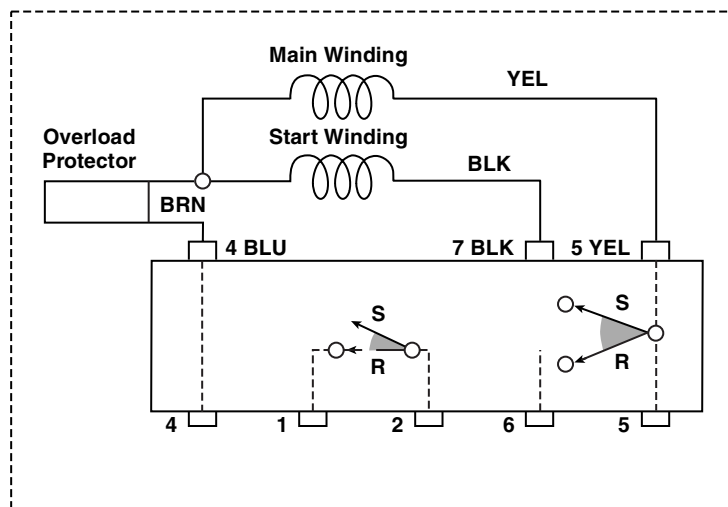 Main Winding
YEL
Overload
Protector
Start Winding
BLK
BRN
4 BLU
7 BLK
5 YEL
S
R
S
R
4
1
2
6
5